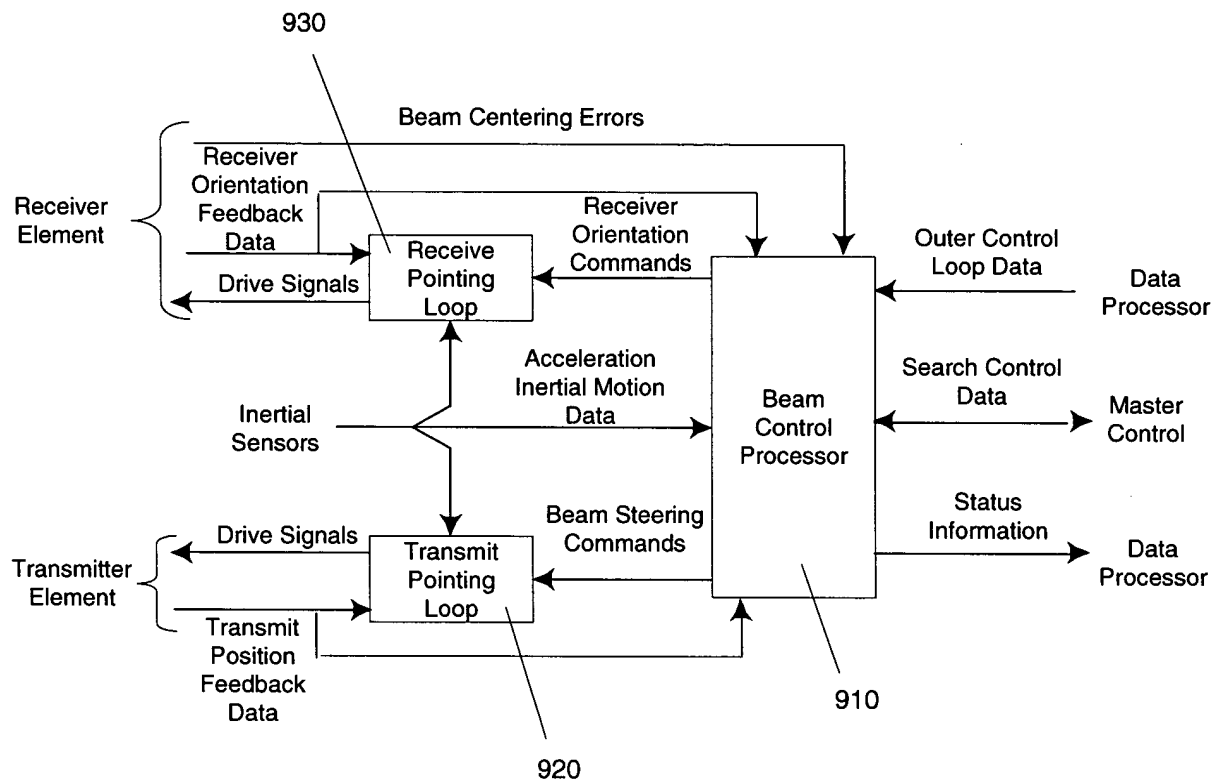 930
Beam Centering Errors
Receiver
Orientation
Feedback
Data
Receiver
Element
Drive Signals
Receive
Pointing
Loop
Receiver
Orientation
Commands
Outer Control
Loop Data
Data
Processor
Acceleration
Inertial Motion
Data
Inertial
Sensors
Beam
Control
Processor
Search Control
Data
Master
Control
Drive Signals
Transmitter
Element
Transmit
Pointing
Loop
Beam Steering
Commands
Status
Information
Data
Processor
Transmit
Position
Feedback
Data
910
920